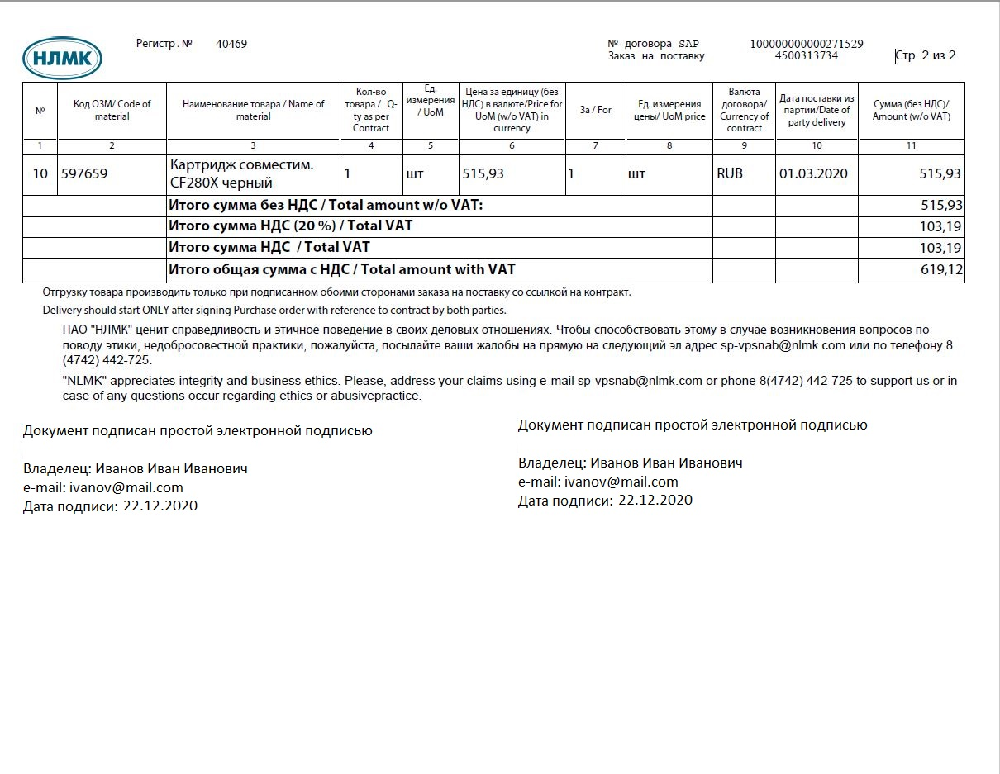 НЛМК
Регистр.№ 40469
№ договора SAP 100000000000271529
Заказ на поставку 4500313734
Стр. 2 из 2
№
Код ОЗМ/ Code of
material
Наименование товара / Name of
material
Кол-во
товара / Q-
ty as per
Contract
Ед.
измерения
/ UoM
Цена за единицу (без
НДС) в валюте/Price for
UoM (w/o VAT) in
currency
За / For
Ед. измерения
цены/ UoM price
Валюта
договора/
Currency of
contract
Дата поставки из
партии/Date of
party delivery
Сумма (без НДС)/
Amount (w/o VAT)
1 2 3 4 5 6 7 8 9 10 11
10 597659
Картридж совместим.
CF280X черный
1 шт 515,93 1 шт RUB 01.03.2020 515,93
Итого сумма без НДС / Total amount w/o VAT: 515,93
Итого сумма НДС (20 %) / Total VAT 103,19
Итого сумма НДС / Total VAT 103,19
Итого общая сумма с НДС / Total amount with VAT 619,12
Отгрузку товара производить только при подписанном обоими сторонами заказа на поставку со ссылкой на контракт.
Delivery should start ONLY after signing Purchase order with reference to contract by both parties.
ПАО "НЛМК" ценит справедливость и этичное поведение в своих деловых отношениях. Чтобы способствовать этому в случае возникновения вопросов по
поводу этики, недобросовестной практики, пожалуйста, посылайте ваши жалобы на прямую на следующий эл.адрес sp-vpsnab@nlmk.com или по телефону 8
(4742) 442-725.
"NLMK" appreciates integrity and business ethics. Please, address your claims using e-mail sp-vpsnab@nlmk.com or phone 8(4742) 442-725 to support us or in
case of any questions occur regarding ethics or abusivepractice.
Документ подписан простой электронной подписью
Владелец: Иванов Иван Иванович
e-mail: ivanov@mail.com
Дата подписи: 22.12.2020
Документ подписан простой электронной подписью
Владелец: Иванов Иван Иванович
e-mail: ivanov@mail.com
Дата подписи: 22.12.2020